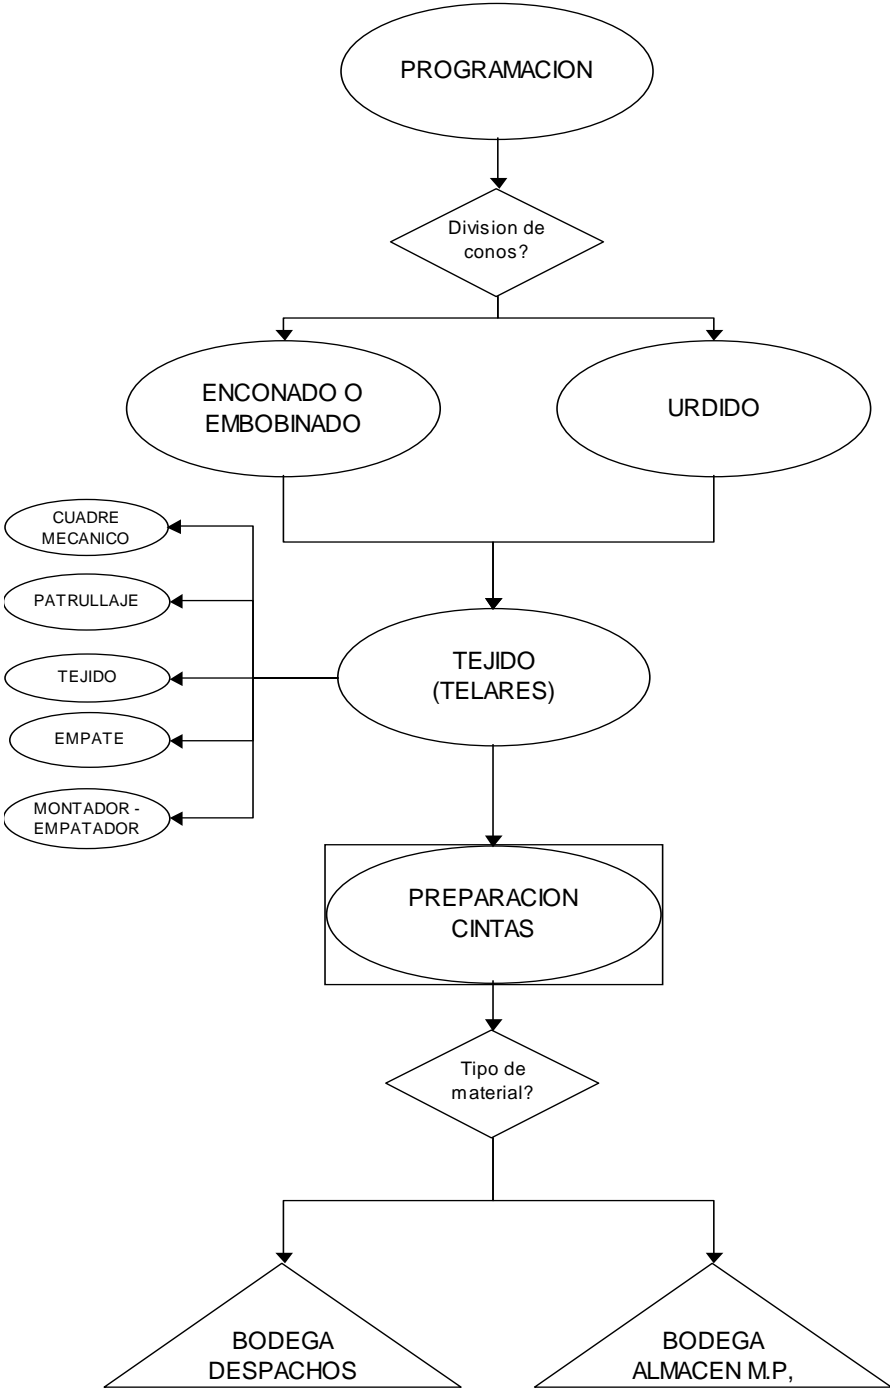 PROGRAMACION
Division de
conos?
ENCONADO O
EMBOBINADO
URDIDO
CUADRE
MECANICO
PATRULLAJE
TEJIDO
EMPATE
MONTADOR -
EMPATADOR
TEJIDO
(TELARES)
PREPARACION
CINTAS
Tipo de
material?
BODEGA
DESPACHOS
BODEGA
ALMACEN M.P,